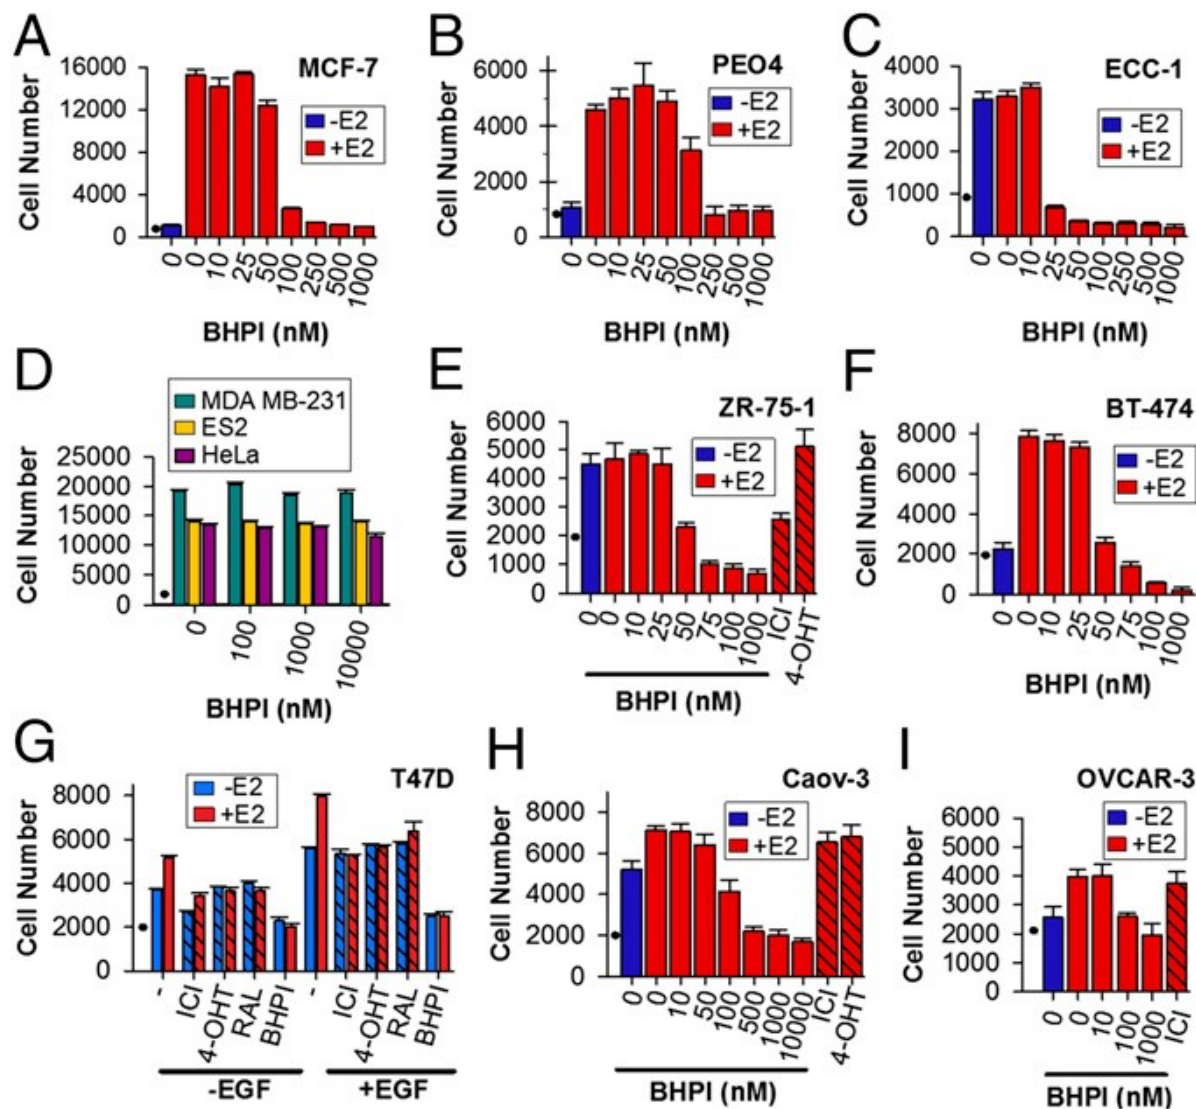 A
MCF-7
Cell Number
16000
12000
8000
4000
0
-E2
+E2
0 0 10 25 50 100 250 500 1000
BHPI (nM)
B
PEO4
Cell Number
6000
4000
2000
0
-E2
+E2
0 0 10 25 50 100 250 500 1000
BHPI (nM)
C
ECC-1
Cell Number
4000
3000
2000
1000
0
-E2
+E2
0 0 10 25 50 100 250 500 1000
BHPI (nM)
D
MDA MB-231
ES2
HeLa
Cell Number
25000
20000
15000
10000
5000
0
0 100 1000 10000
BHPI (nM)
E
ZR-75-1
Cell Number
6000
5000
4000
3000
2000
1000
0
-E2
+E2
0 0 10 25 50 75 100 1000 ICI 4-OHT
BHPI (nM)
F
BT-474
Cell Number
8000
6000
4000
2000
0
-E2
+E2
0 0 10 25 50 75 100 1000
BHPI (nM)
G
T47D
Cell Number
8000
6000
4000
2000
0
-E2
+E2
- ICI 4-OHT RAL BHPI - ICI 4-OHT RAL BHPI
-EGF +EGF
H
Caov-3
Cell Number
8000
6000
4000
2000
0
-E2
+E2
0 0 10 50 100 500 1000 10000 ICI 4-OHT
BHPI (nM)
I
OVCAR-3
Cell Number
6000
5000
4000
3000
2000
1000
0
-E2
+E2
0 0 10 100 1000 ICI
BHPI (nM)